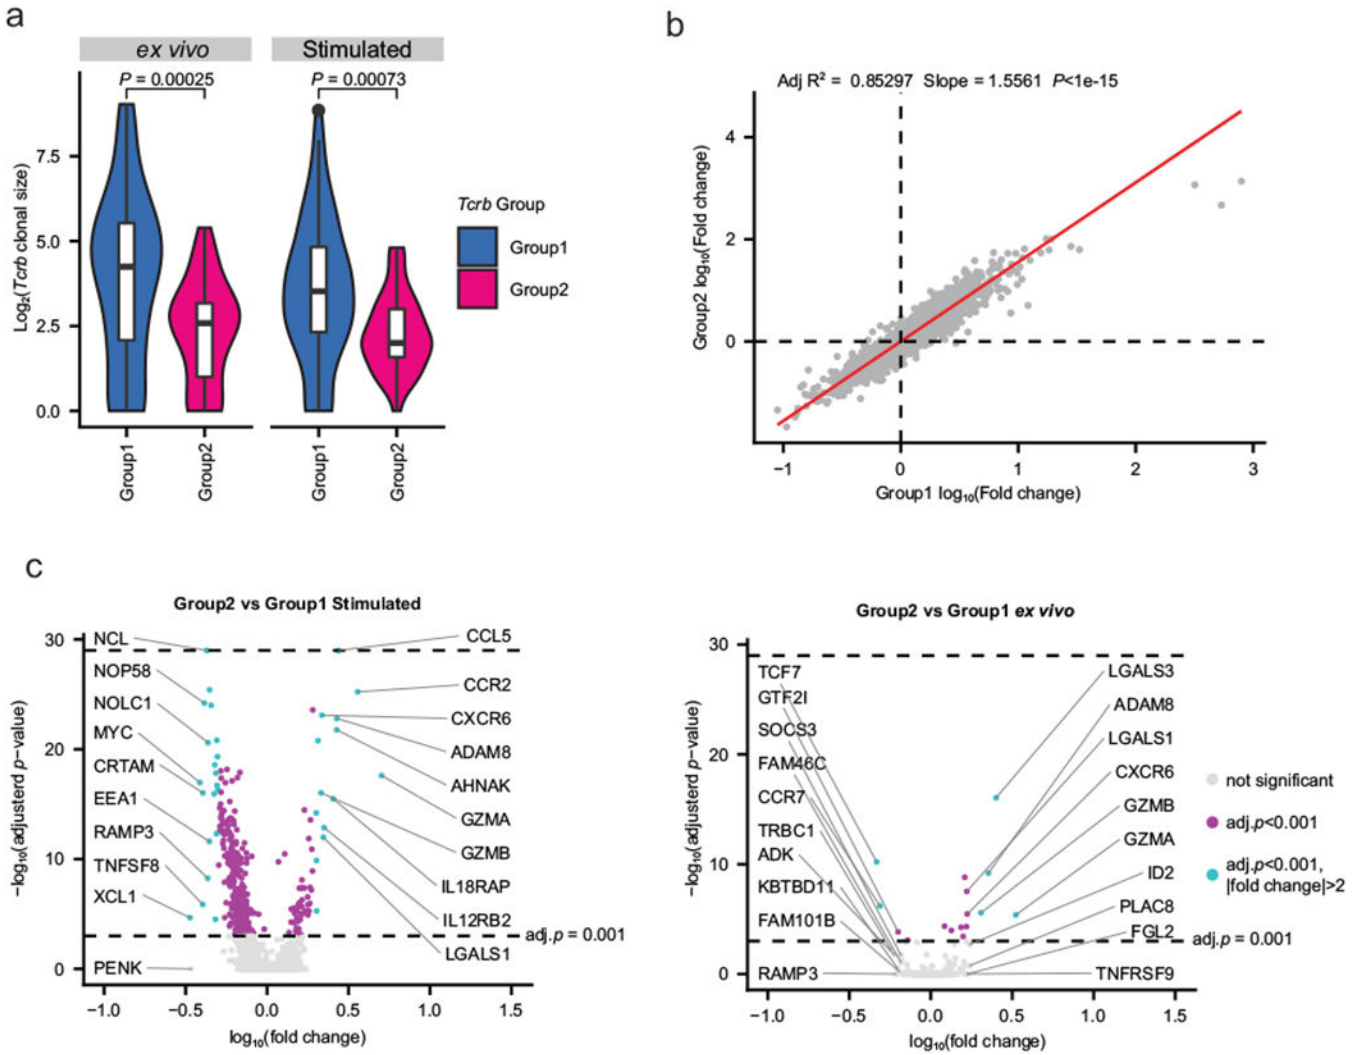 a
ex vivo
Stimulated
P = 0.00025
P = 0.00073
Log2(Tcrb clonal size)
7.5
5.0
2.5
0.0
Group1
Group2
Group1
Group2
Tcrb Group
Group1
Group2
b
Adj R² = 0.85297 Slope = 1.5561 P<1e-15
Group2 log10(Fold change)
4
2
0
−1
0
1
2
3
Group1 log10(Fold change)
c
Group2 vs Group1 Stimulated
−log10(adjusterd p−value)
30
20
10
0
NCL
NOP58
NOLC1
MYC
CRTAM
EEA1
RAMP3
TNFSF8
XCL1
PENK
CCL5
CCR2
CXCR6
ADAM8
AHNAK
GZMA
GZMB
IL18RAP
IL12RB2
LGALS1
adj.p = 0.001
−1.0
−0.5
0.0
0.5
1.0
1.5
log10(fold change)
Group2 vs Group1 ex vivo
−log10(adjusterd p−value)
30
20
10
0
TCF7
GTF2I
SOCS3
FAM46C
CCR7
TRBC1
ADK
KBTBD11
FAM101B
RAMP3
LGALS3
ADAM8
LGALS1
CXCR6
GZMB
GZMA
ID2
PLAC8
FGL2
TNFRSF9
adj.p = 0.001
−1.0
−0.5
0.0
0.5
1.0
1.5
log10(fold change)
not significant
adj.p<0.001
adj.p<0.001,
|fold change|>2